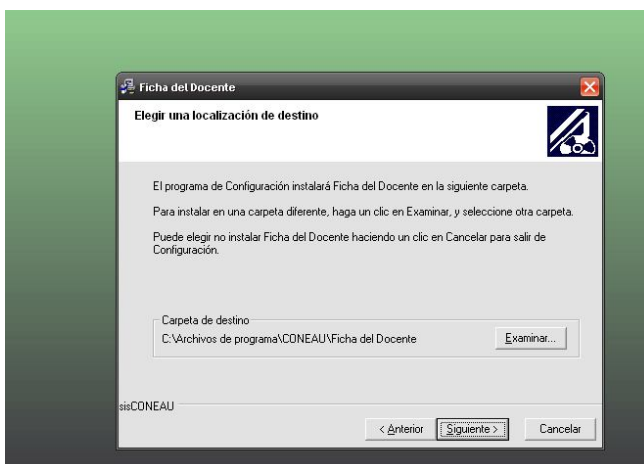 Ficha del Docente
Elegir una localización de destino
El programa de Configuración instalará Ficha del Docente en la siguiente carpeta.
Para instalar en una carpeta diferente, haga un clic en Examinar, y seleccione otra carpeta.
Puede elegir no instalar Ficha del Docente haciendo un clic en Cancelar para salir de
Configuración.
Carpeta de destino
C:\Archivos de programa\CONEAU\Ficha del Docente
Examinar...
sisCONEAU
< Anterior
Siguiente >
Cancelar